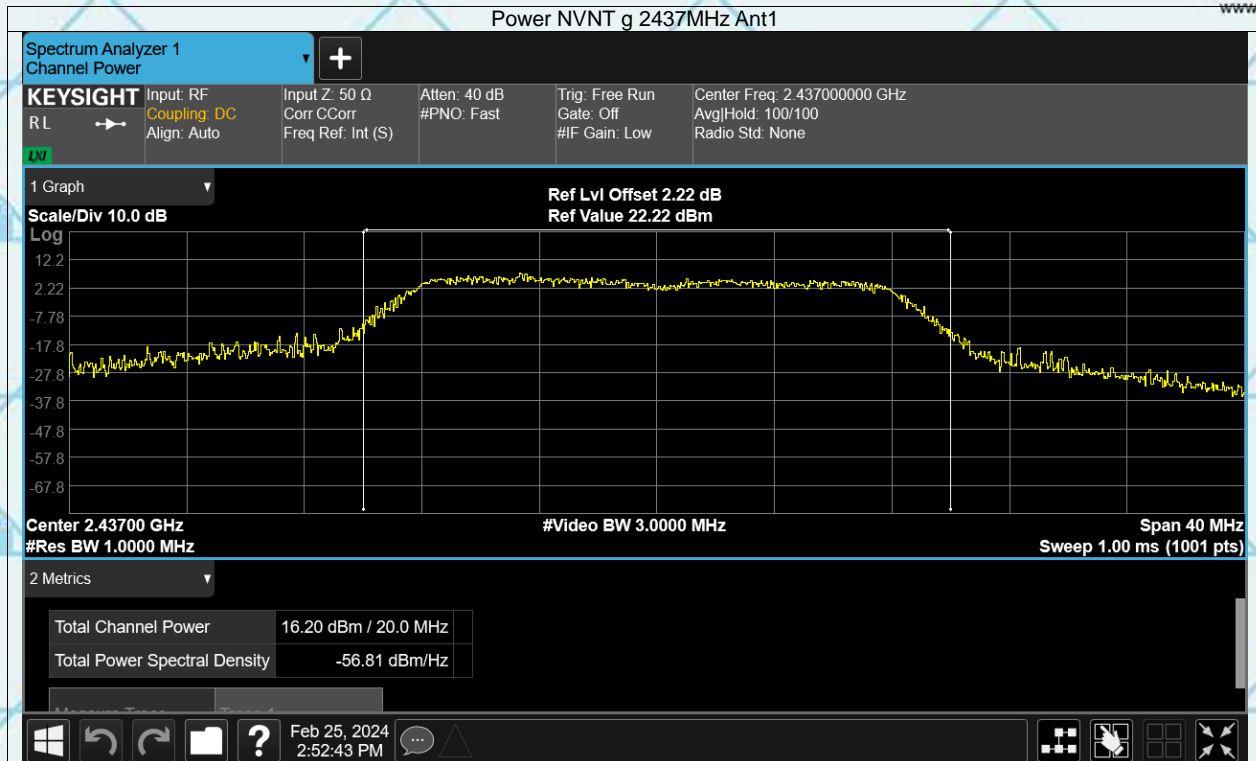 Power NVNT g 2437MHz Ant1
www
Spectrum Analyzer 1
Channel Power
KEYSIGHT
R L
LXI
Input: RF
Coupling: DC
Align: Auto
Input Z: 50 Ω
Corr CCorr
Freq Ref: Int (S)
Atten: 40 dB
#PNO: Fast
Trig: Free Run
Gate: Off
#IF Gain: Low
Center Freq: 2.437000000 GHz
Avg|Hold: 100/100
Radio Std: None
1 Graph
Scale/Div 10.0 dB
Ref Lvl Offset 2.22 dB
Ref Value 22.22 dBm
Log
12.2
2.22
-7.78
-17.8
-27.8
-37.8
-47.8
-57.8
-67.8
Center 2.43700 GHz
#Video BW 3.0000 MHz
Span 40 MHz
#Res BW 1.0000 MHz
Sweep 1.00 ms (1001 pts)
2 Metrics
Total Channel Power 16.20 dBm / 20.0 MHz
Total Power Spectral Density -56.81 dBm/Hz
Measure Trace Trace 1
?
Feb 25, 2024
2:52:43 PM